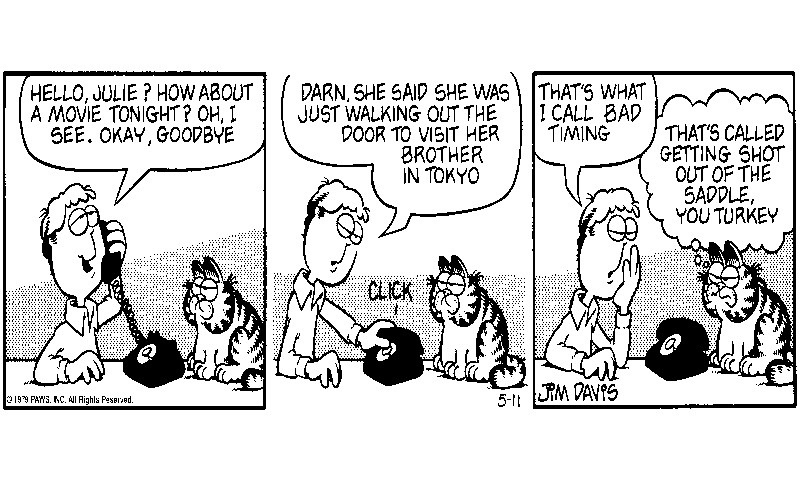 HELLO, JULIE? HOW ABOUT
A MOVIE TONIGHT? OH, I
SEE. OKAY, GOODBYE
© 1979 PAWS, INC. All Rights Reserved.
DARN. SHE SAID SHE WAS
JUST WALKING OUT THE
DOOR TO VISIT HER
BROTHER
IN TOKYO
CLICK
5-11
THAT'S WHAT
I CALL BAD
TIMING
THAT'S CALLED
GETTING SHOT
OUT OF THE
SADDLE,
YOU TURKEY
JIM DAVIS